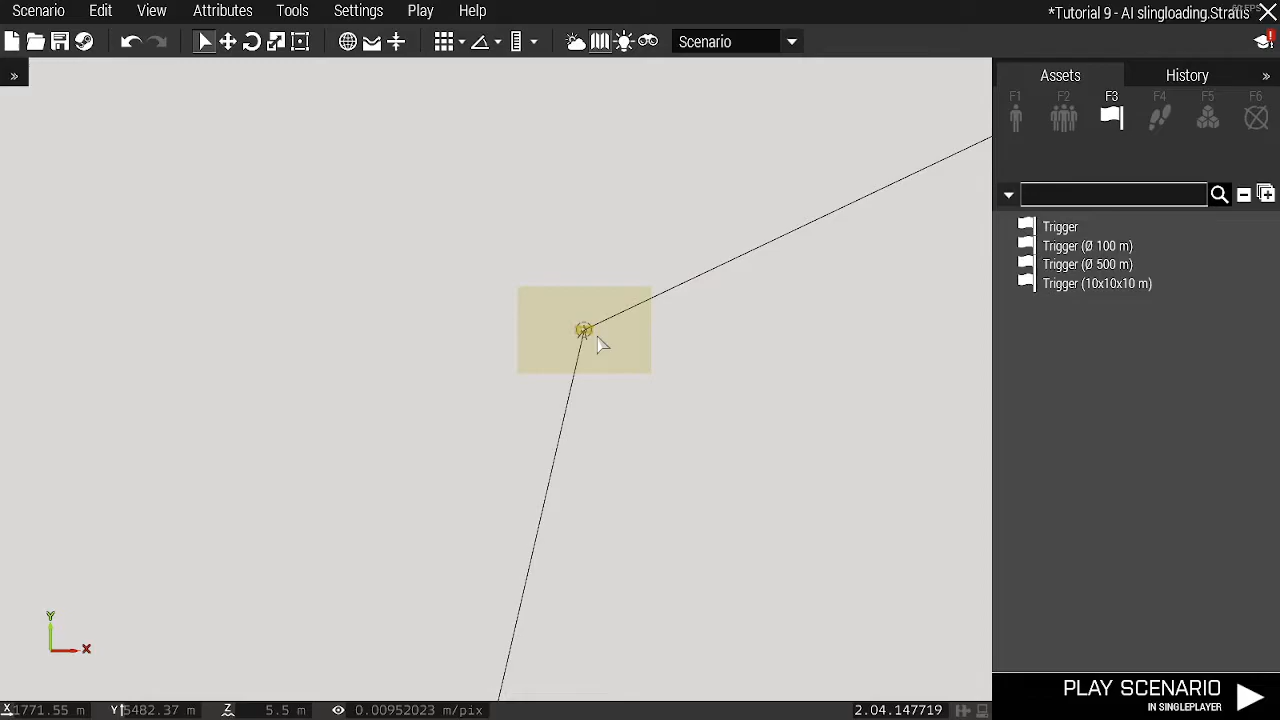 Scenario Edit View Attributes Tools Settings Play Help *Tutorial 9 - AI slingloading.Stratis
Scenario
» Assets History »
F1 F2 F3 F4 F5 F6
Trigger
Trigger (Ø 100 m)
Trigger (Ø 500 m)
Trigger (10x10x10 m)
Y
X
PLAY SCENARIO
IN SINGLEPLAYER
X 1771.55 m Y 5482.37 m Z 5.5 m 0.00952023 m/pix 2.04.147719